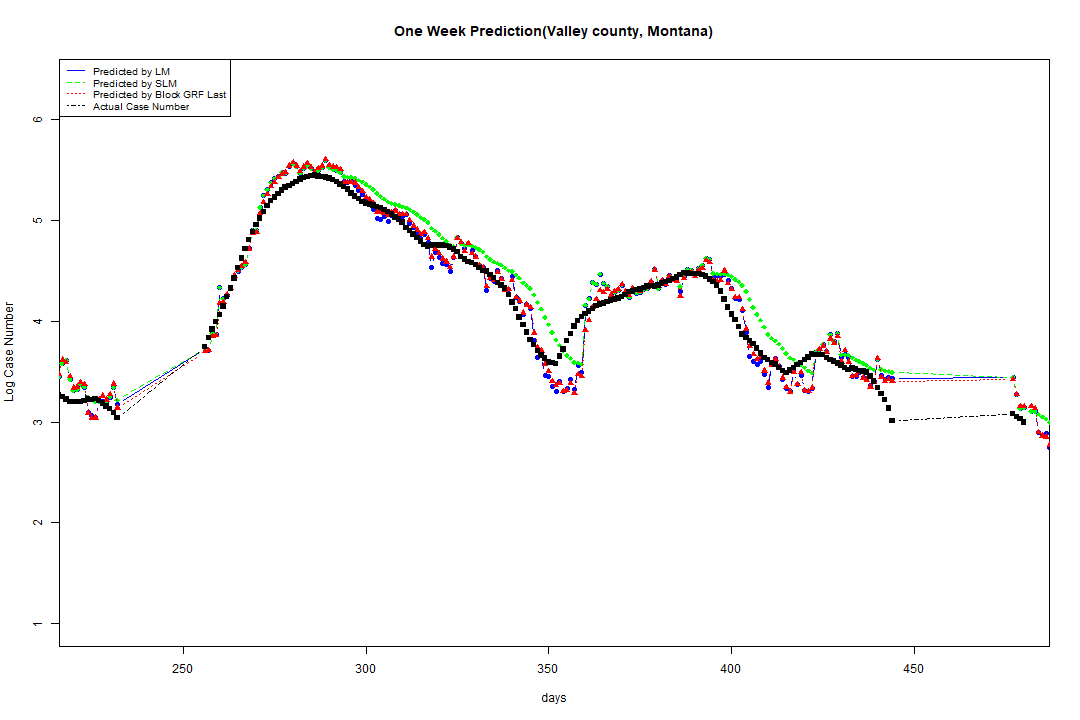 One Week Prediction(Valley county, Montana)
Predicted by LM
Predicted by SLM
Predicted by Block GRF Last
Actual Case Number
6
5
4
3
2
1
Log Case Number
250 300 350 400 450
days